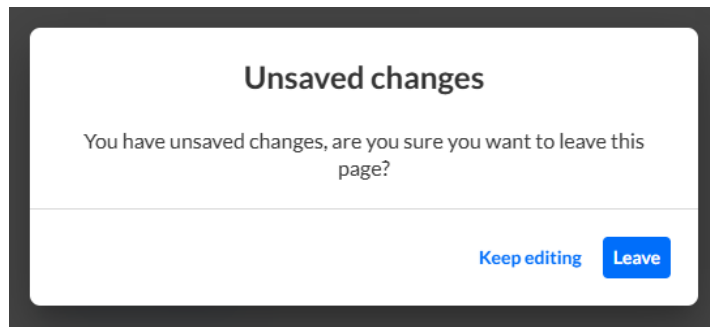 Unsaved changes
You have unsaved changes, are you sure you want to leave this
page?
Keep editing
Leave